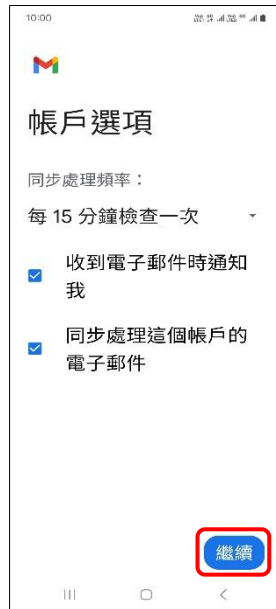 10:00
帳戶選項
同步處理頻率：
每 15 分鐘檢查一次
收到電子郵件時通知
我
同步處理這個帳戶的
電子郵件
繼續